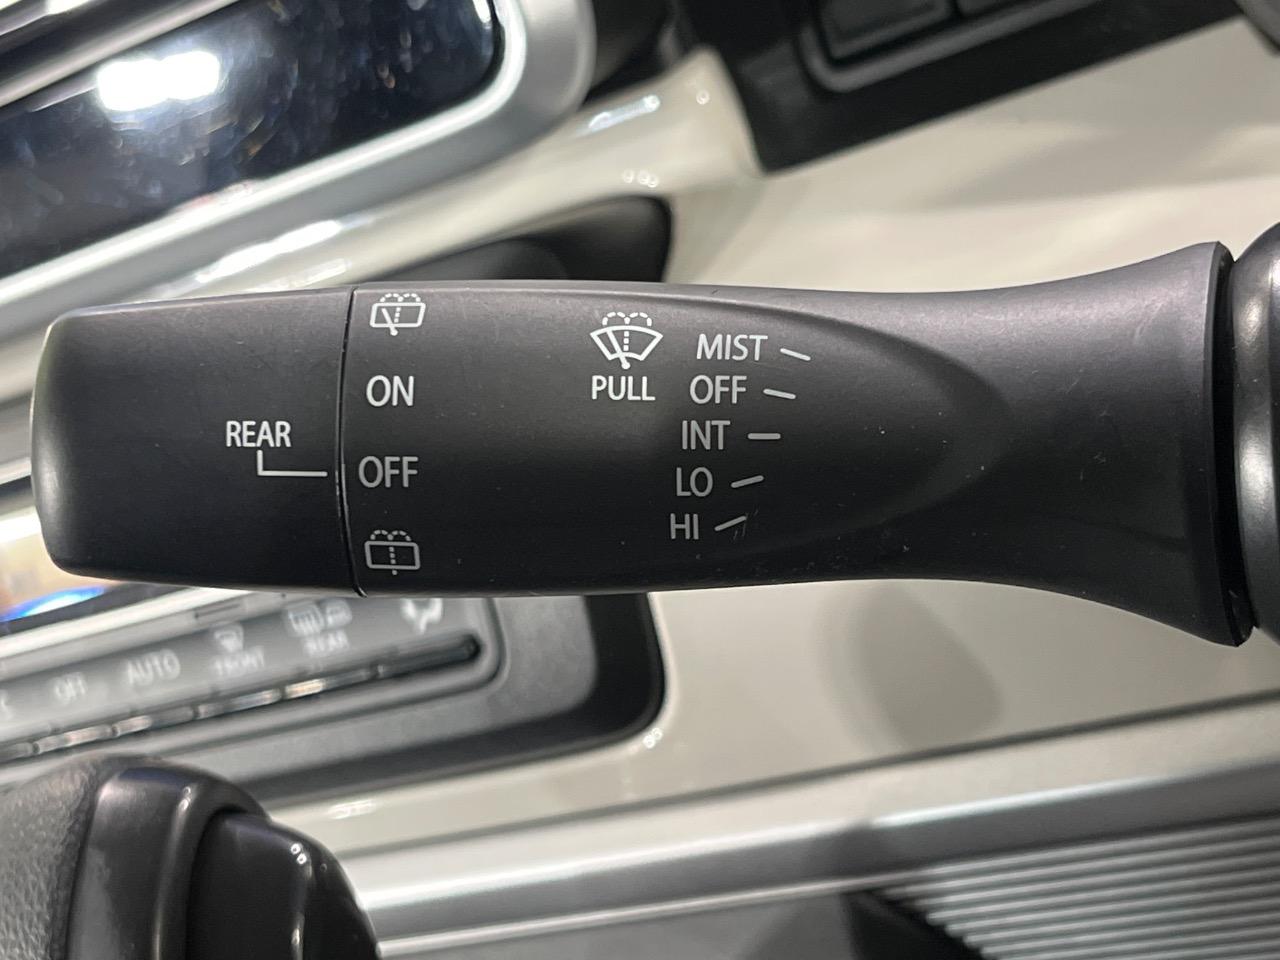 MIST
ON
PULL
OFF
REAR
INT
OFF
LO
HI
OFF
AUTO
FRONT
REAR